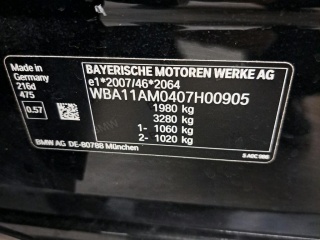 Made in
Germany
216d
475
0.57
BAYERISCHE MOTOREN WERKE AG
e1*2007/46*2064
WBA11AM0407H00905
1980 kg
3280 kg
1- 1060 kg
2- 1020 kg
BMW AG DE-80788 München